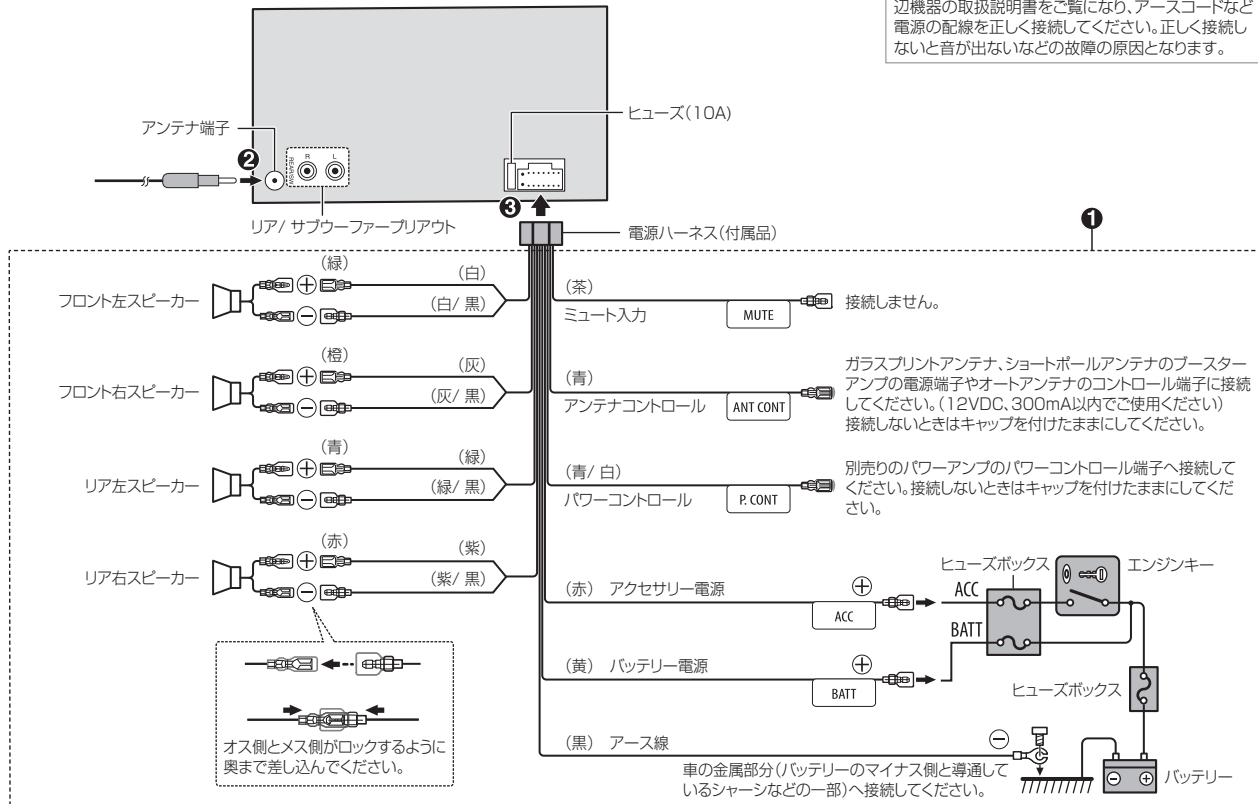 辺機器の取扱説明書をご覧になり、アースコードなど
電源の配線を正しく接続してください。正しく接続し
ないと音が出ないなどの故障の原因となります。
ヒューズ(10A)
アンテナ端子
❷
REAR/SW
R
L
❸
リア/ サブウーファープリアウト
電源ハーネス(付属品)
❶
フロント左スピーカー
(緑)
(白)
(白/ 黒)
(茶)
ミュート入力
MUTE
接続しません。
フロント右スピーカー
(橙)
(灰)
(灰/ 黒)
(青)
アンテナコントロール
ANT CONT
ガラスプリントアンテナ、ショートポールアンテナのブースター
アンプの電源端子やオートアンテナのコントロール端子に接続
してください。(12VDC、300mA以内でご使用ください)
接続しないときはキャップを付けたままにしてください。
リア左スピーカー
(青)
(緑)
(緑/ 黒)
(青/ 白)
パワーコントロール
P. CONT
別売りのパワーアンプのパワーコントロール端子へ接続して
ください。接続しないときはキャップを付けたままにしてくだ
さい。
リア右スピーカー
(赤)
(紫)
(紫/ 黒)
(赤) アクセサリー電源
ACC
ACC
ヒューズボックス
エンジンキー
BATT
(黄) バッテリー電源
BATT
ヒューズボックス
オス側とメス側がロックするように
奥まで差し込んでください。
(黒) アース線
車の金属部分(バッテリーのマイナス側と導通して
いるシャーシなどの一部)へ接続してください。
バッテリー